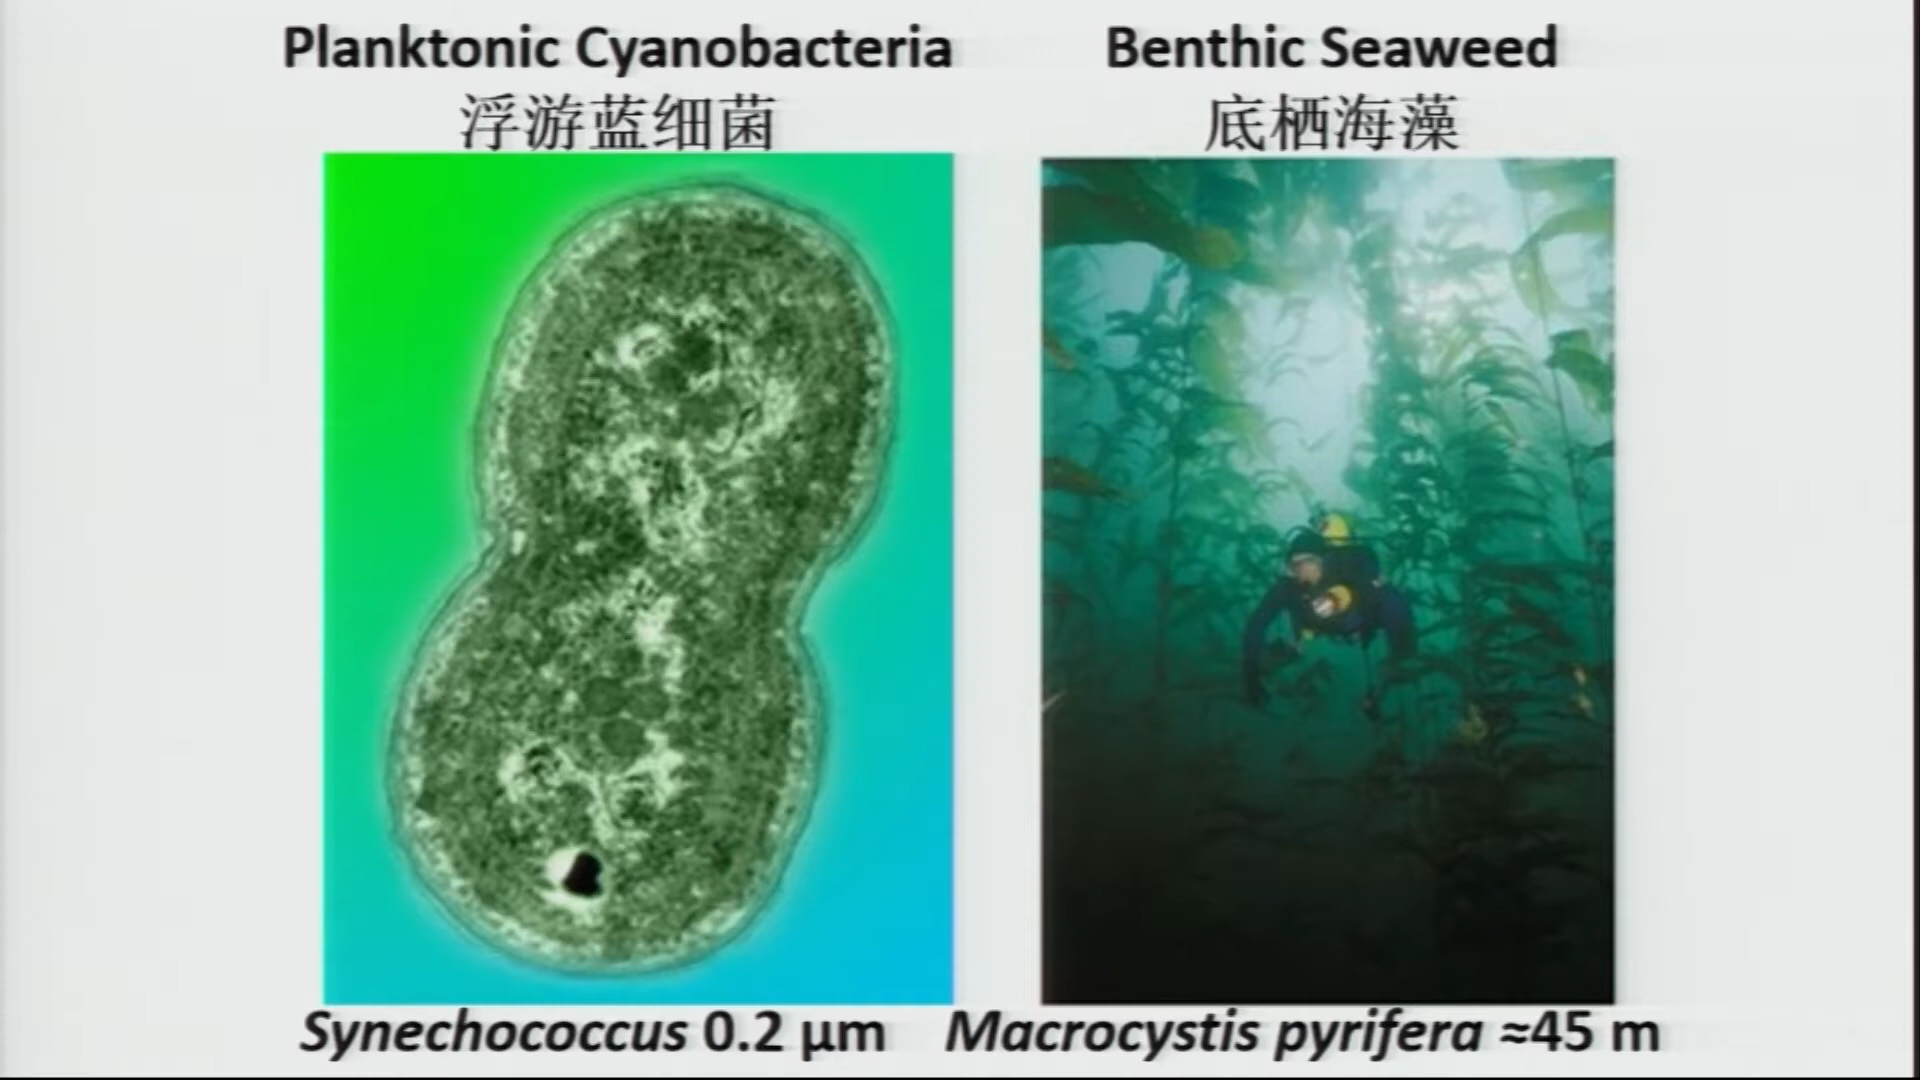 Planktonic Cyanobacteria
浮游蓝细菌
Benthic Seaweed
底栖海藻
Synechococcus 0.2 µm
Macrocystis pyrifera ≈45 m